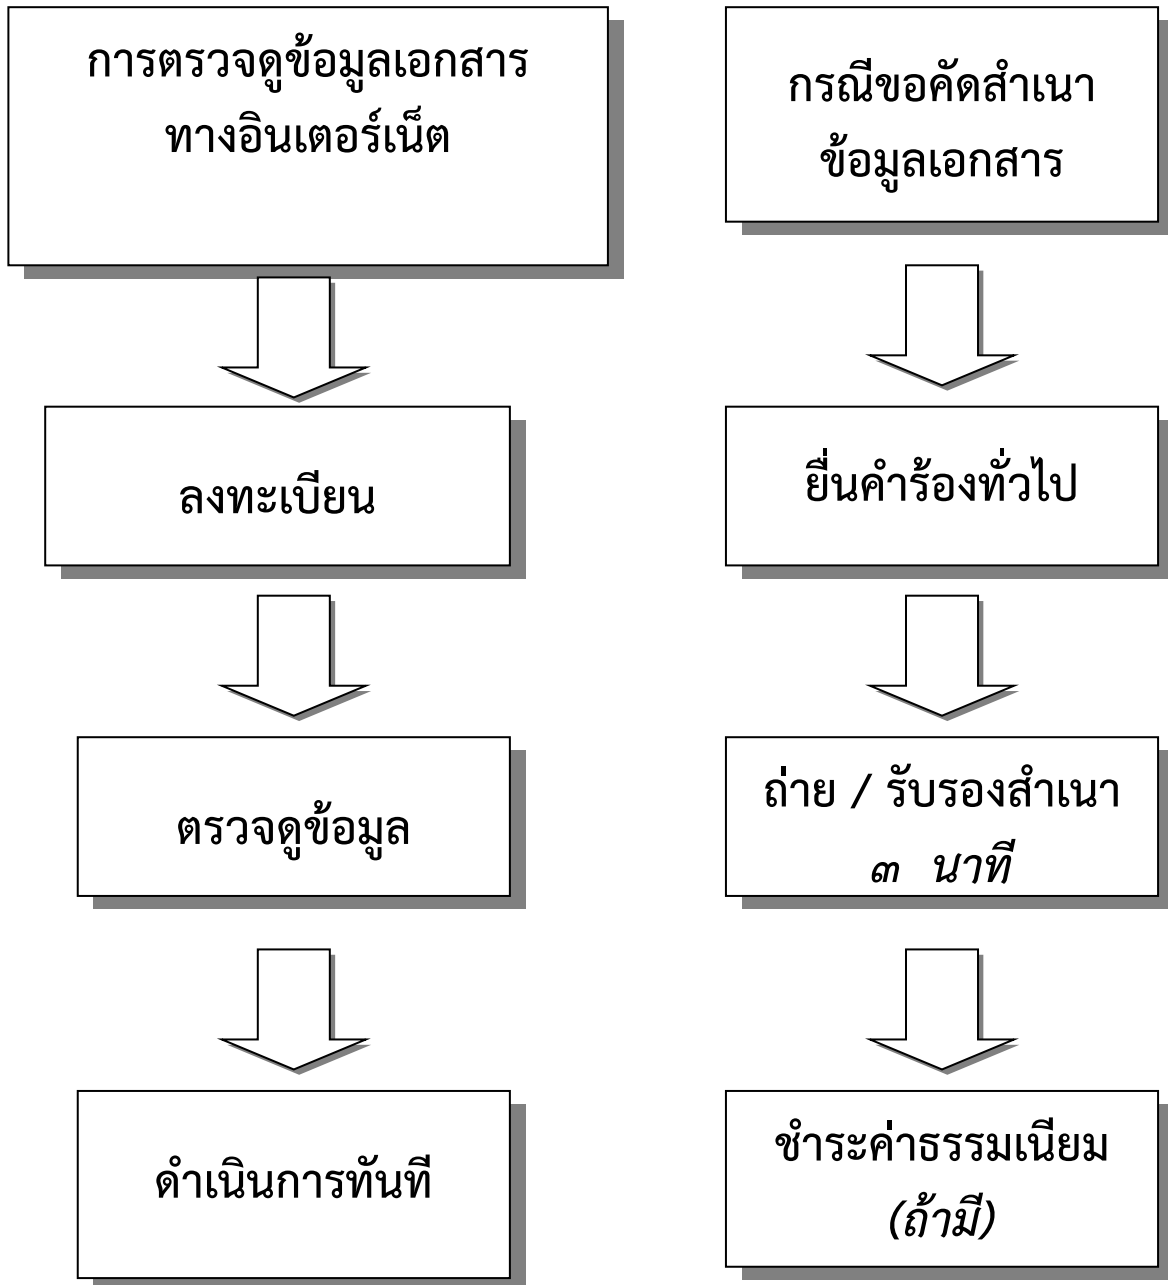 การตรวจดูข้อมูลเอกสาร
ทางอินเตอร์เน็ต
ลงทะเบียน
ตรวจดูข้อมูล
ดำเนินการทันที
กรณีขอคัดสำเนา
ข้อมูลเอกสาร
ยื่นคำร้องทั่วไป
ถ่าย / รับรองสำเนา
๓ นาที
ชำระค่าธรรมเนียม
(ถ้ามี)